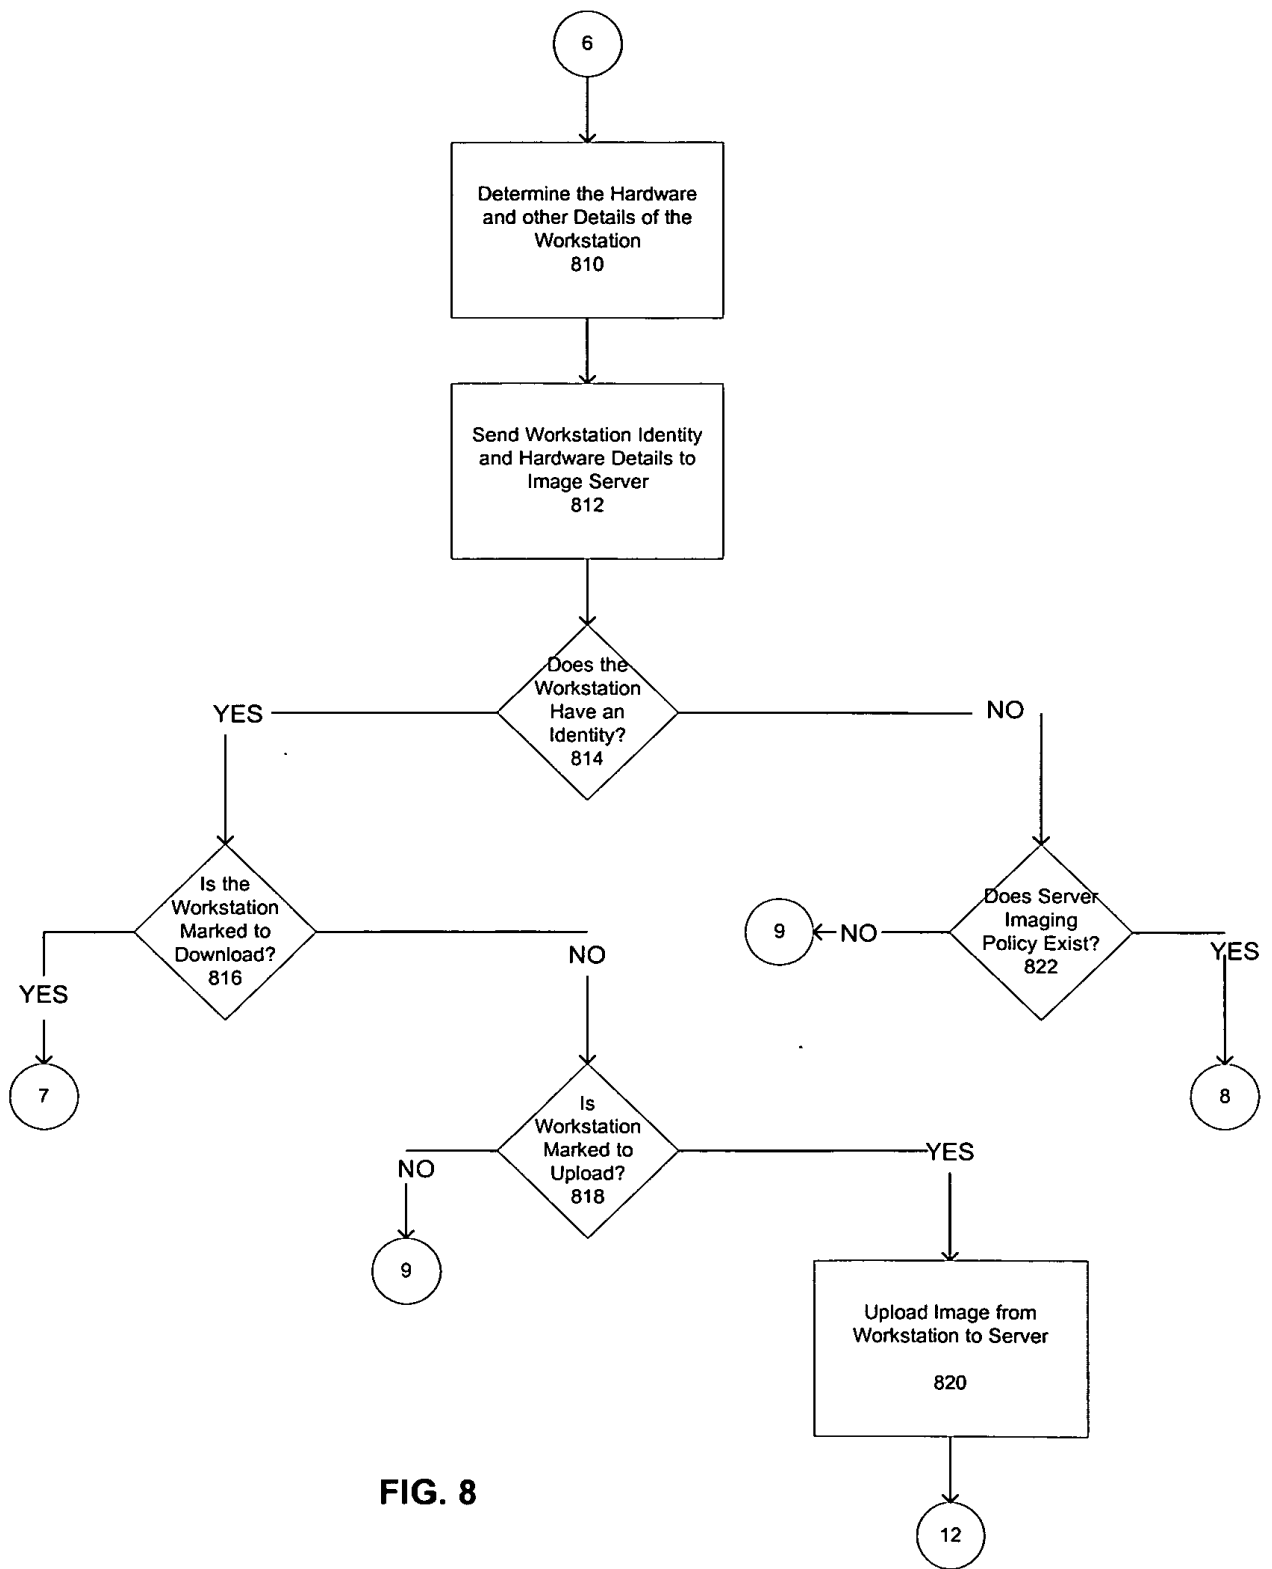 6
Determine the Hardware
and other Details of the
Workstation
810
Send Workstation Identity
and Hardware Details to
Image Server
812
Does the
Workstation
Have an
Identity?
814
YES
NO
Is the
Workstation
Marked to
Download?
816
YES
NO
7
Does Server
Imaging
Policy Exist?
822
NO
9
YES
8
Is
Workstation
Marked to
Upload?
818
NO
9
YES
Upload Image from
Workstation to Server
820
12
FIG. 8